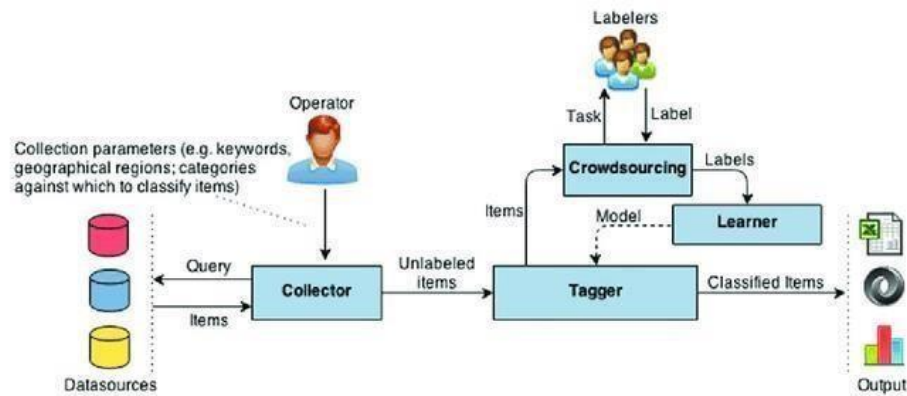 Labelers
Operator
Task
Label
Collection parameters (e.g. keywords,
geographical regions; categories
against which to classify items)
Crowdsourcing
Labels
Items
Model
Learner
Query
Collector
Unlabeled
items
Tagger
Classified Items
Items
Datasources
Output